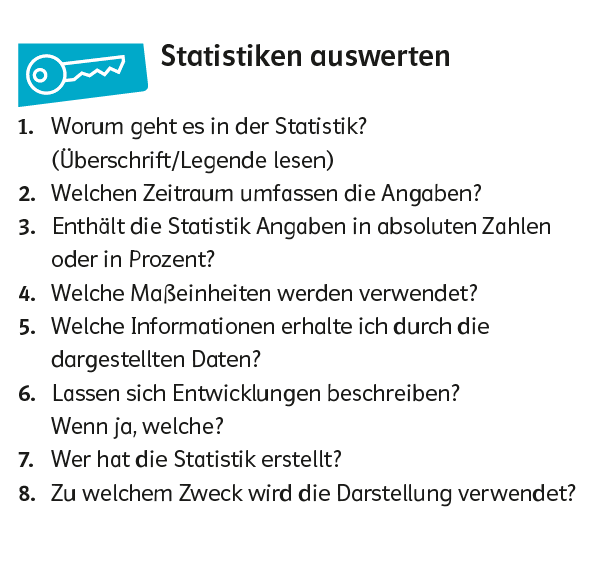 Statistiken auswerten
1. Worum geht es in der Statistik?
(Überschrift/Legende lesen)
2. Welchen Zeitraum umfassen die Angaben?
3. Enthält die Statistik Angaben in absoluten Zahlen
oder in Prozent?
4. Welche Maßeinheiten werden verwendet?
5. Welche Informationen erhalte ich durch die
dargestellten Daten?
6. Lassen sich Entwicklungen beschreiben?
Wenn ja, welche?
7. Wer hat die Statistik erstellt?
8. Zu welchem Zweck wird die Darstellung verwendet?